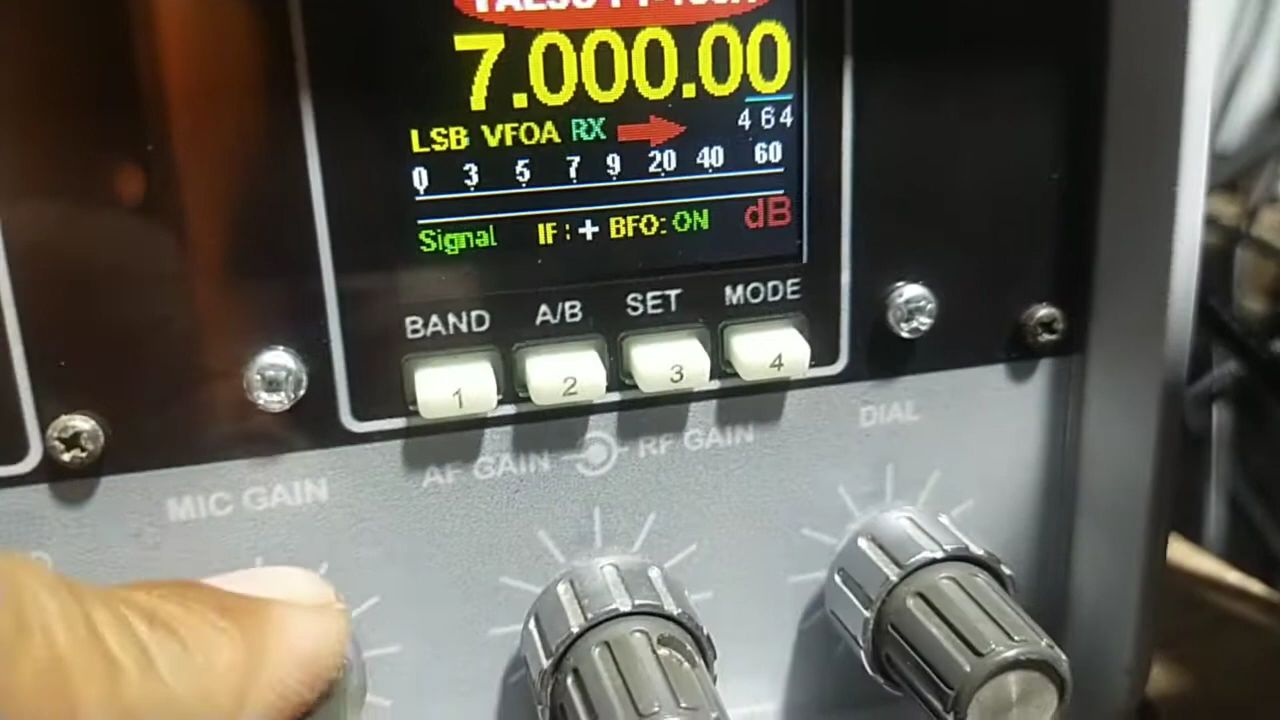 7.000.00
LSB VFOA RX 464
0 3 5 7 9 20 40 60
Signal IF:+ BFO: ON dB
BAND A/B SET MODE
1 2 3 4
MIC GAIN AF GAIN RF GAIN DIAL